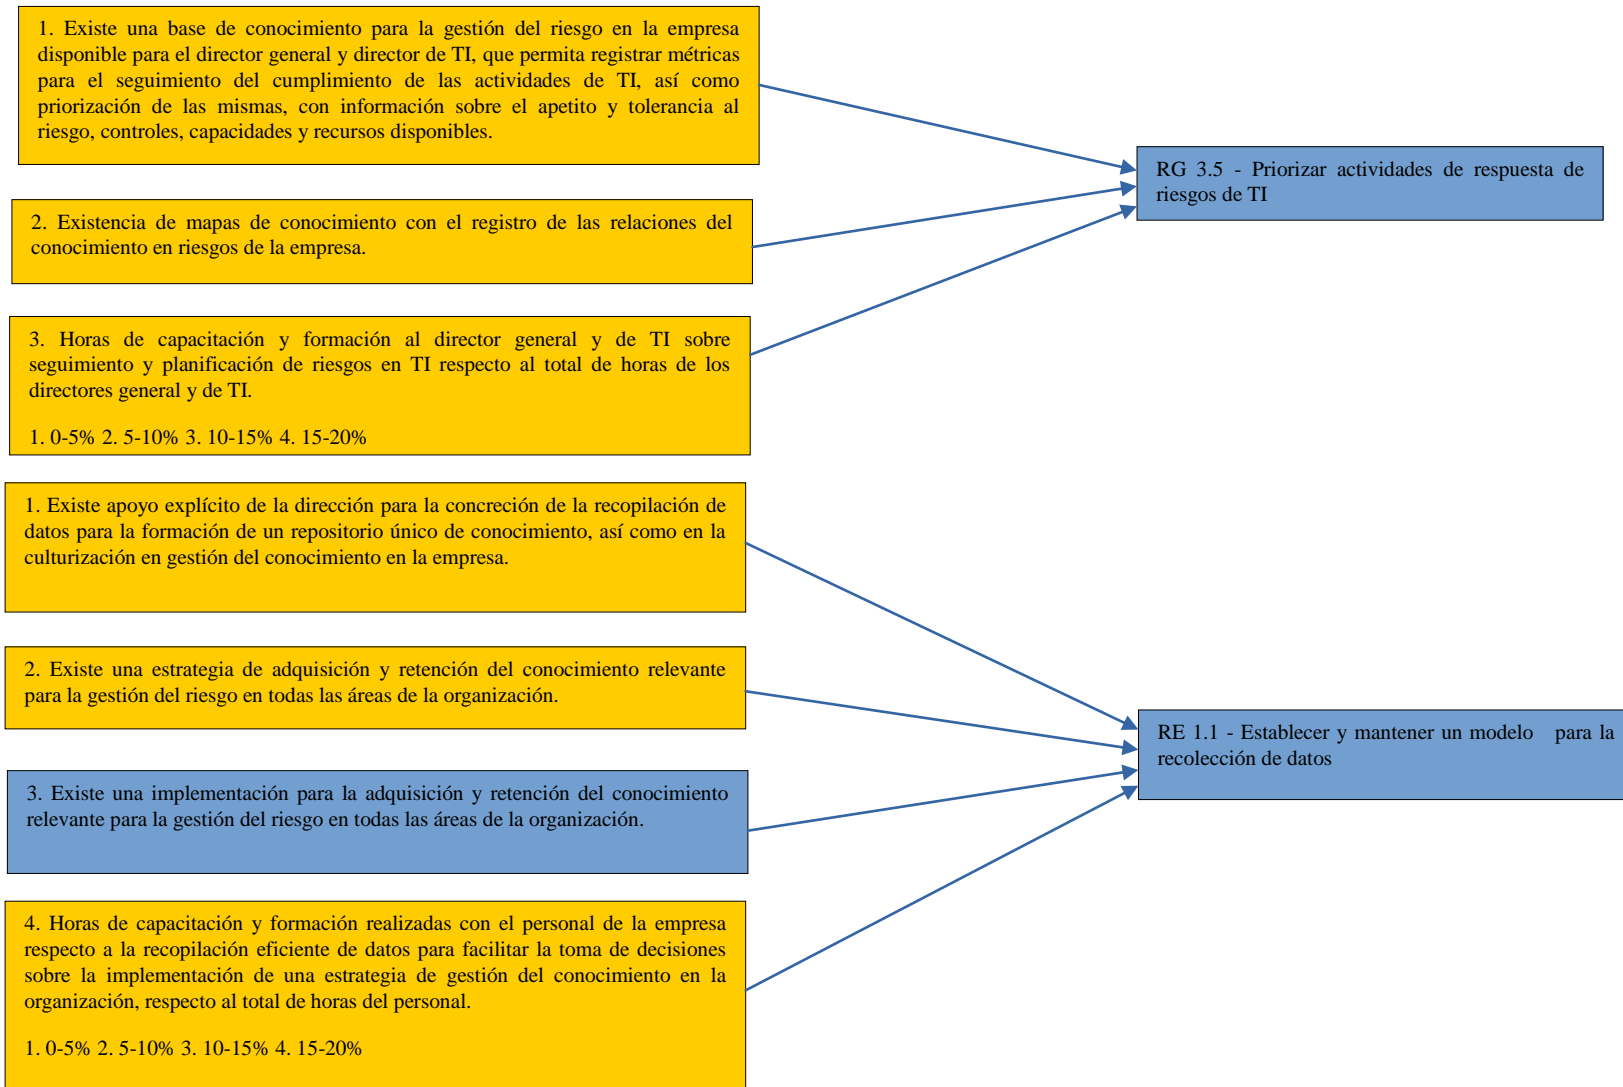 1. Existe una base de conocimiento para la gestión del riesgo en la empresa
disponible para el director general y director de TI, que permita registrar métricas
para el seguimiento del cumplimiento de las actividades de TI, así como
priorización de las mismas, con información sobre el apetito y tolerancia al
riesgo, controles, capacidades y recursos disponibles.
RG 3.5 - Priorizar actividades de respuesta de
riesgos de TI
2. Existencia de mapas de conocimiento con el registro de las relaciones del
conocimiento en riesgos de la empresa.
3. Horas de capacitación y formación al director general y de TI sobre
seguimiento y planificación de riesgos en TI respecto al total de horas de los
directores general y de TI.
1. 0-5% 2. 5-10% 3. 10-15% 4. 15-20%
1. Existe apoyo explícito de la dirección para la concreción de la recopilación de
datos para la formación de un repositorio único de conocimiento, así como en la
culturización en gestión del conocimiento en la empresa.
2. Existe una estrategia de adquisición y retención del conocimiento relevante
para la gestión del riesgo en todas las áreas de la organización.
RE 1.1 - Establecer y mantener un modelo para la
recolección de datos
3. Existe una implementación para la adquisición y retención del conocimiento
relevante para la gestión del riesgo en todas las áreas de la organización.
4. Horas de capacitación y formación realizadas con el personal de la empresa
respecto a la recopilación eficiente de datos para facilitar la toma de decisiones
sobre la implementación de una estrategia de gestión del conocimiento en la
organización, respecto al total de horas del personal.
1. 0-5% 2. 5-10% 3. 10-15% 4. 15-20%